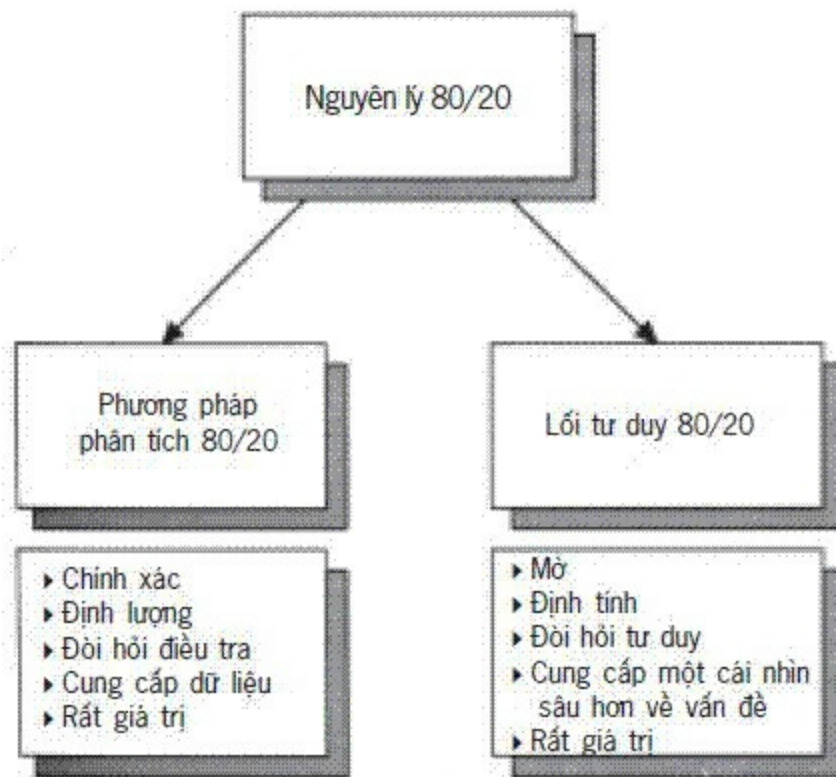 Nguyên lý 80/20
Phương pháp
phân tích 80/20
Lối tư duy 80/20
Chính xác
Định lượng
Đòi hỏi điều tra
Cung cấp dữ liệu
Rất giá trị
Mờ
Định tính
Đòi hỏi tư duy
Cung cấp một cái nhìn
sâu hơn về vấn đề
Rất giá trị